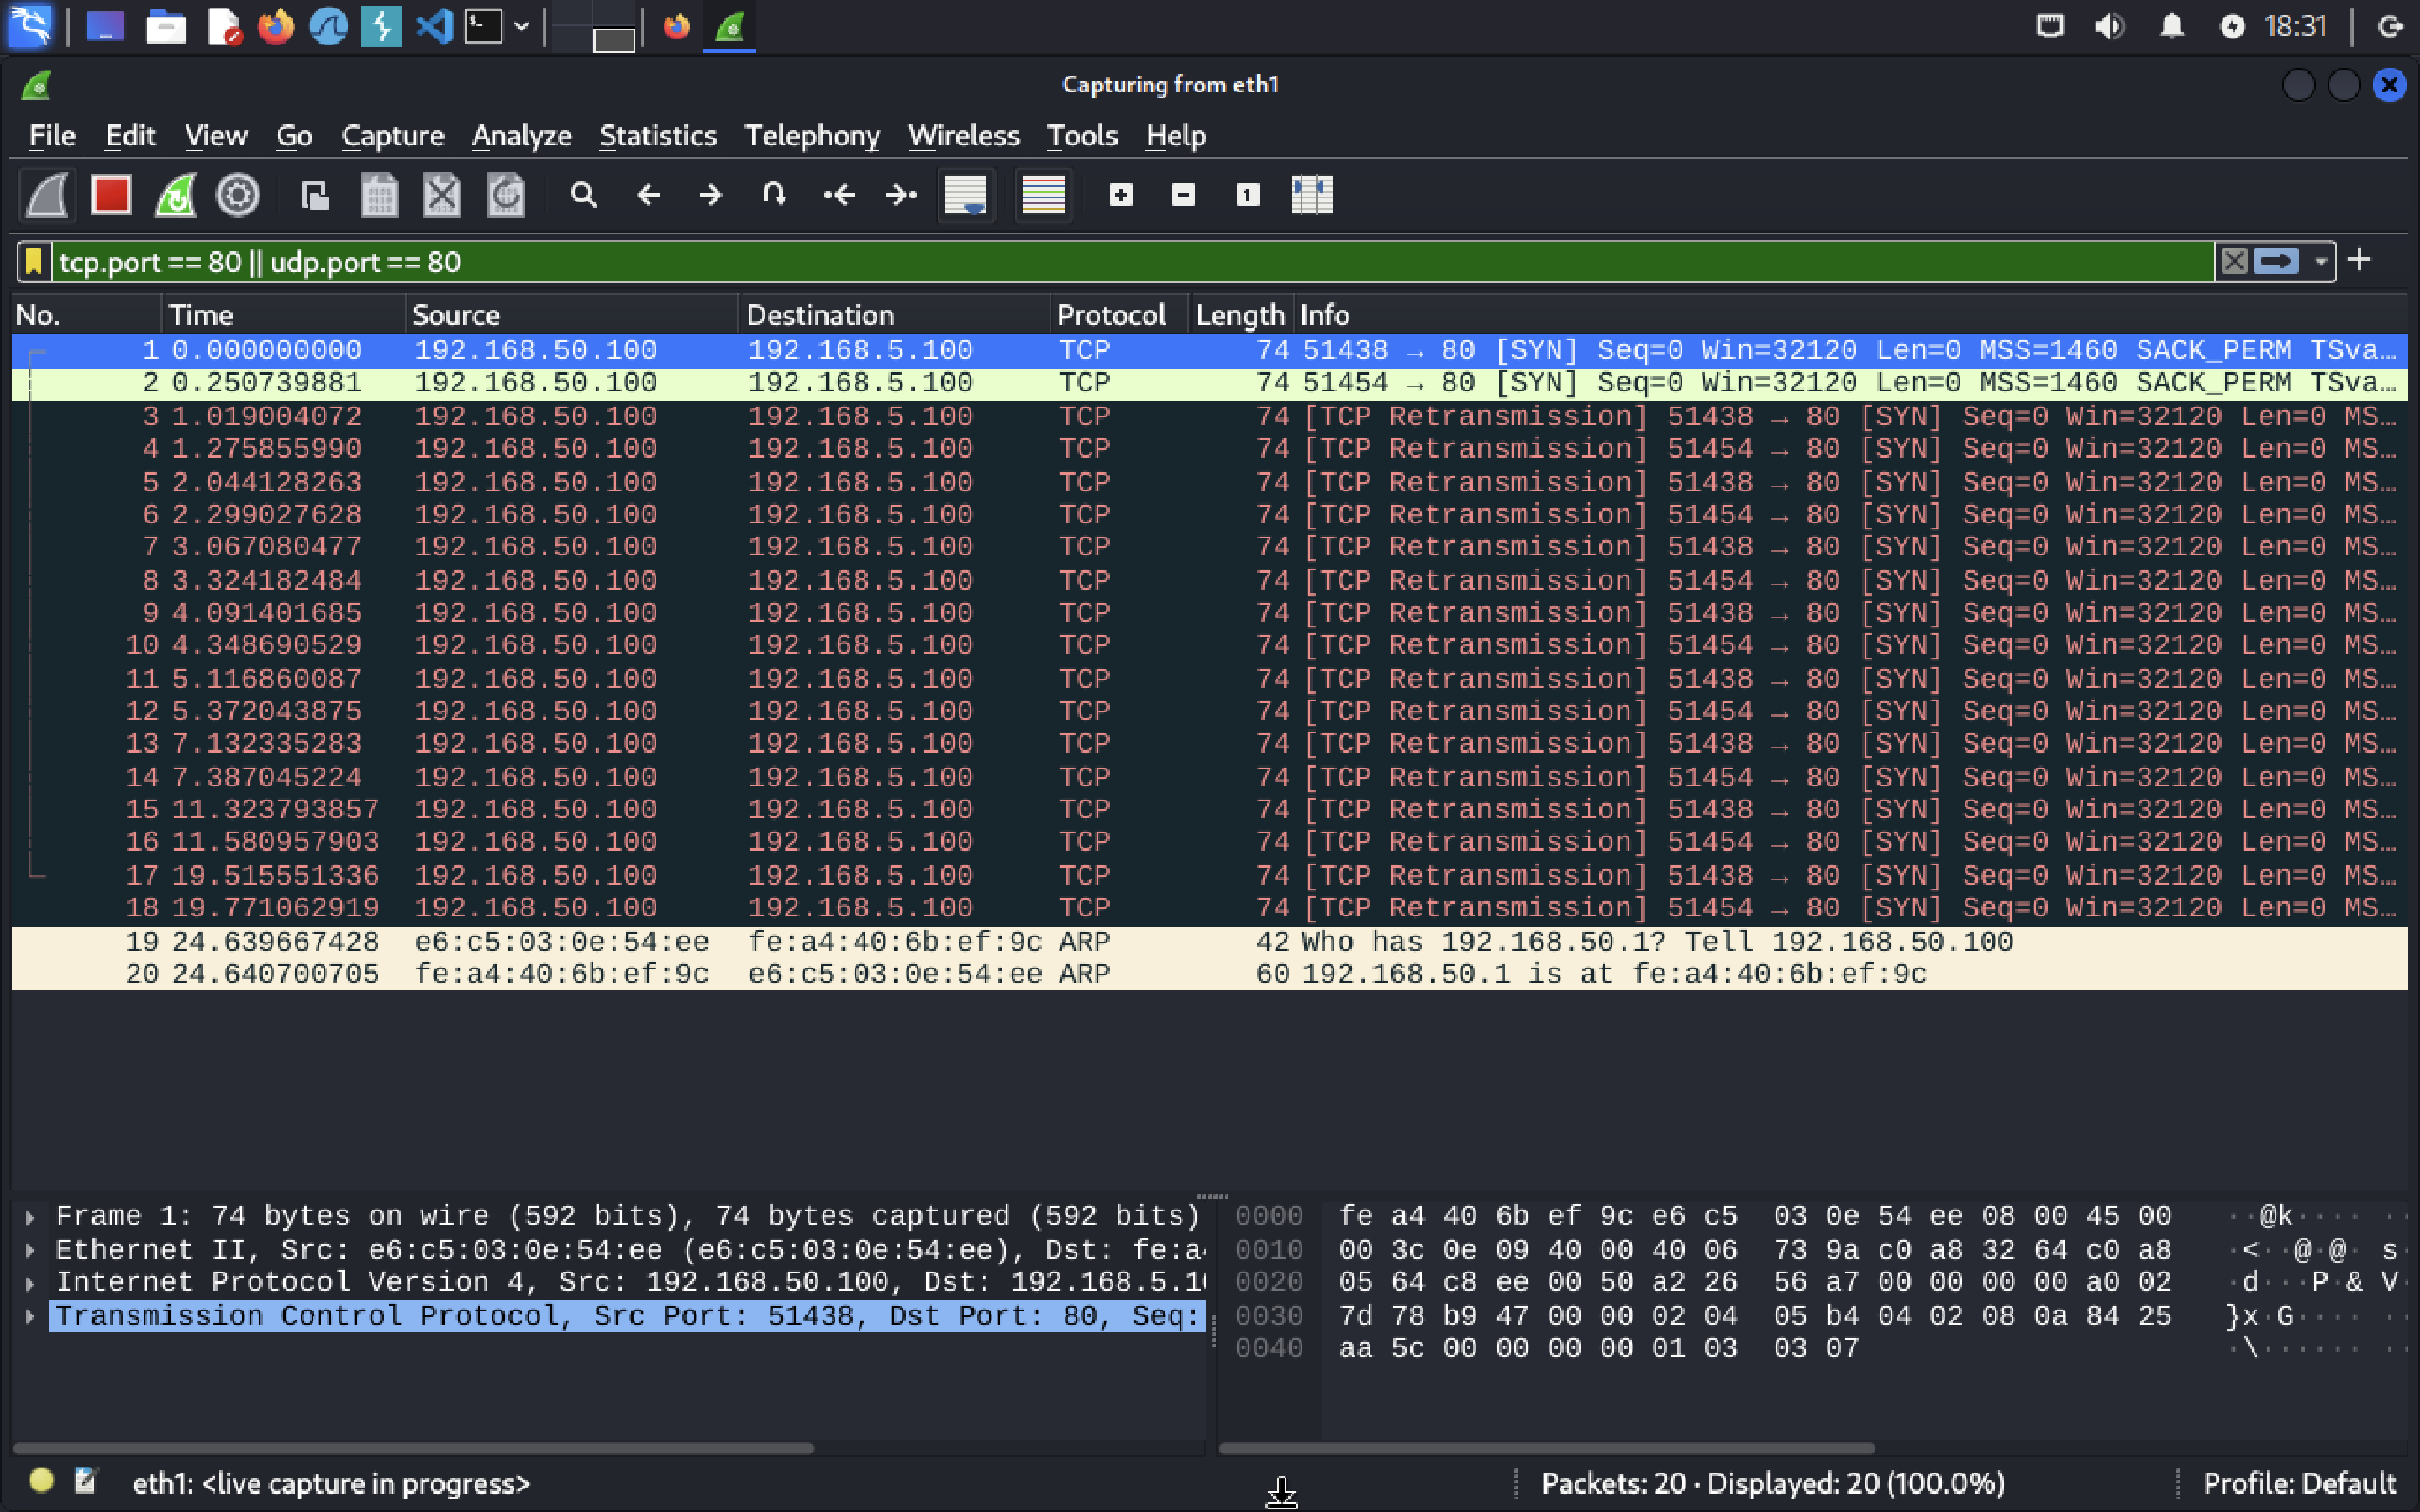 18:31
Capturing from eth1
File Edit View Go Capture Analyze Statistics Telephony Wireless Tools Help
tcp.port == 80 || udp.port == 80
No. Time Source Destination Protocol Length Info
1 0.000000000 192.168.50.100 192.168.5.100 TCP 74 51438 → 80 [SYN] Seq=0 Win=32120 Len=0 MSS=1460 SACK_PERM TSva…
2 0.250739881 192.168.50.100 192.168.5.100 TCP 74 51454 → 80 [SYN] Seq=0 Win=32120 Len=0 MSS=1460 SACK_PERM TSva…
3 1.019004072 192.168.50.100 192.168.5.100 TCP 74 [TCP Retransmission] 51438 → 80 [SYN] Seq=0 Win=32120 Len=0 MS…
4 1.275855990 192.168.50.100 192.168.5.100 TCP 74 [TCP Retransmission] 51454 → 80 [SYN] Seq=0 Win=32120 Len=0 MS…
5 2.044128263 192.168.50.100 192.168.5.100 TCP 74 [TCP Retransmission] 51438 → 80 [SYN] Seq=0 Win=32120 Len=0 MS…
6 2.299027628 192.168.50.100 192.168.5.100 TCP 74 [TCP Retransmission] 51454 → 80 [SYN] Seq=0 Win=32120 Len=0 MS…
7 3.067080477 192.168.50.100 192.168.5.100 TCP 74 [TCP Retransmission] 51438 → 80 [SYN] Seq=0 Win=32120 Len=0 MS…
8 3.324182484 192.168.50.100 192.168.5.100 TCP 74 [TCP Retransmission] 51454 → 80 [SYN] Seq=0 Win=32120 Len=0 MS…
9 4.091401685 192.168.50.100 192.168.5.100 TCP 74 [TCP Retransmission] 51438 → 80 [SYN] Seq=0 Win=32120 Len=0 MS…
10 4.348690529 192.168.50.100 192.168.5.100 TCP 74 [TCP Retransmission] 51454 → 80 [SYN] Seq=0 Win=32120 Len=0 MS…
11 5.116860087 192.168.50.100 192.168.5.100 TCP 74 [TCP Retransmission] 51438 → 80 [SYN] Seq=0 Win=32120 Len=0 MS…
12 5.372043875 192.168.50.100 192.168.5.100 TCP 74 [TCP Retransmission] 51454 → 80 [SYN] Seq=0 Win=32120 Len=0 MS…
13 7.132335283 192.168.50.100 192.168.5.100 TCP 74 [TCP Retransmission] 51438 → 80 [SYN] Seq=0 Win=32120 Len=0 MS…
14 7.387045224 192.168.50.100 192.168.5.100 TCP 74 [TCP Retransmission] 51454 → 80 [SYN] Seq=0 Win=32120 Len=0 MS…
15 11.323793857 192.168.50.100 192.168.5.100 TCP 74 [TCP Retransmission] 51438 → 80 [SYN] Seq=0 Win=32120 Len=0 MS…
16 11.580957903 192.168.50.100 192.168.5.100 TCP 74 [TCP Retransmission] 51454 → 80 [SYN] Seq=0 Win=32120 Len=0 MS…
17 19.515551336 192.168.50.100 192.168.5.100 TCP 74 [TCP Retransmission] 51438 → 80 [SYN] Seq=0 Win=32120 Len=0 MS…
18 19.771062919 192.168.50.100 192.168.5.100 TCP 74 [TCP Retransmission] 51454 → 80 [SYN] Seq=0 Win=32120 Len=0 MS…
19 24.639667428 e6:c5:03:0e:54:ee fe:a4:40:6b:ef:9c ARP 42 Who has 192.168.50.1? Tell 192.168.50.100
20 24.640700705 fe:a4:40:6b:ef:9c e6:c5:03:0e:54:ee ARP 60 192.168.50.1 is at fe:a4:40:6b:ef:9c
Frame 1: 74 bytes on wire (592 bits), 74 bytes captured (592 bits)
Ethernet II, Src: e6:c5:03:0e:54:ee (e6:c5:03:0e:54:ee), Dst: fe:a
Internet Protocol Version 4, Src: 192.168.50.100, Dst: 192.168.5.1
Transmission Control Protocol, Src Port: 51438, Dst Port: 80, Seq:
0000 fe a4 40 6b ef 9c e6 c5 03 0e 54 ee 08 00 45 00 ··@k···· ··
0010 00 3c 0e 09 40 00 40 06 73 9a c0 a8 32 64 c0 a8 ·<··@·@· s·
0020 05 64 c8 ee 00 50 a2 26 56 a7 00 00 00 00 a0 02 ·d···P·& V·
0030 7d 78 b9 47 00 00 02 04 05 b4 04 02 08 0a 84 25 }x·G···· ··
0040 aa 5c 00 00 00 00 01 03 03 07 ·\······ ··
eth1: <live capture in progress>
Packets: 20 · Displayed: 20 (100.0%)
Profile: Default